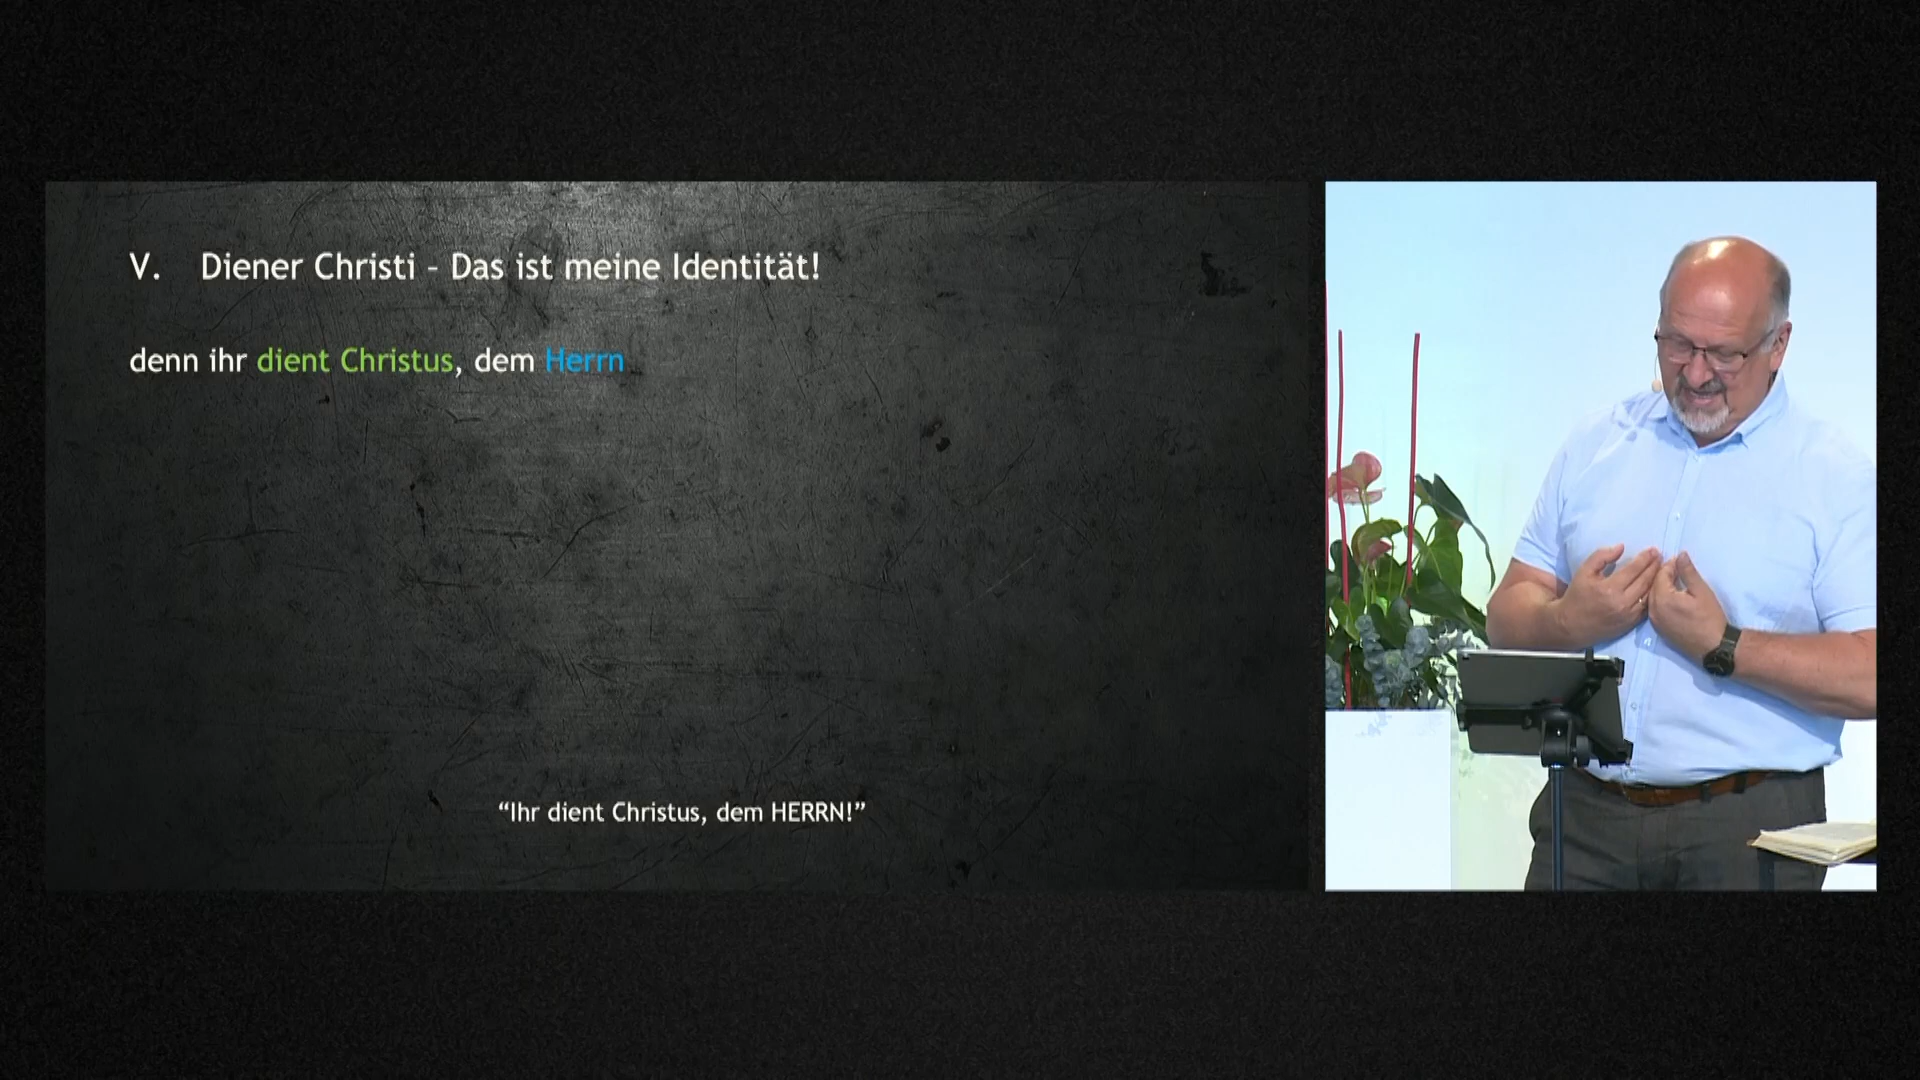 V. Diener Christi – Das ist meine Identität!
denn ihr dient Christus, dem Herrn
“Ihr dient Christus, dem HERRN!”